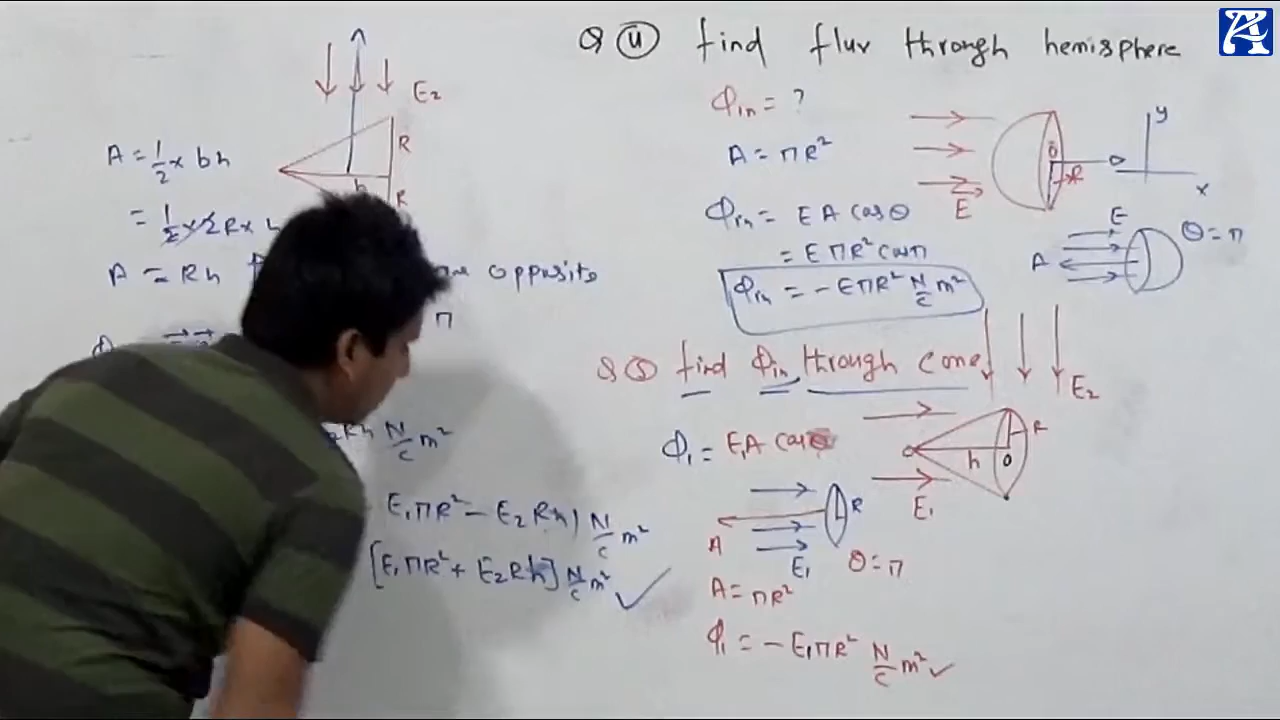 E₂
R
h
R
A = 1/2 × bh
= 1/2 × 2R × h
A = Rh
opposite
π
N/C m²
E₁πR² − E₂Rh) N/C m²
[E₁πR² + E₂Rh] N/C m² ✓
Q (4) find flux through hemisphere
Φin = ?
A = πR²
Φin = EA cosθ
= EπR² cosπ
Φin = −EπR² N/C m²
E
O
R
y
x
E
A
θ = π
Q (5) find Φin through cone
E₂
Φ₁ = E₁A cosθ
R
h
O
E₁
R
A
E₁
θ = π
A = πR²
Φ₁ = −E₁πR² N/C m² ✓